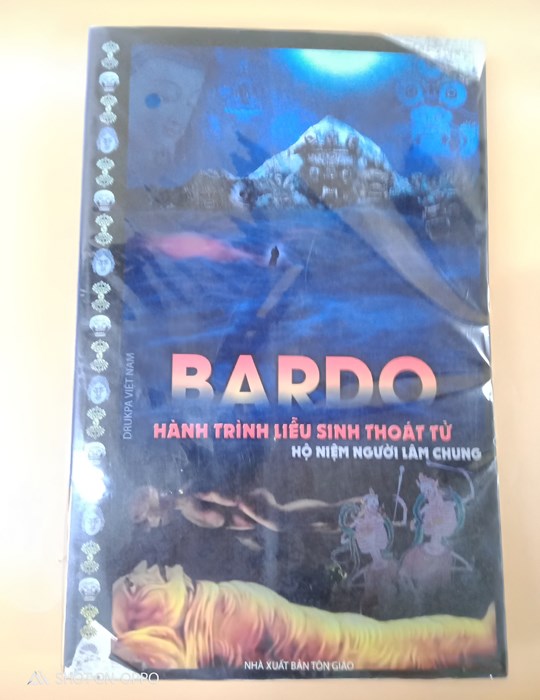 DRUKPA VIỆT NAM
BARDO
HÀNH TRÌNH LIỄU SINH THOÁT TỬ
HỘ NIỆM NGƯỜI LÂM CHUNG
NHÀ XUẤT BẢN TÔN GIÁO